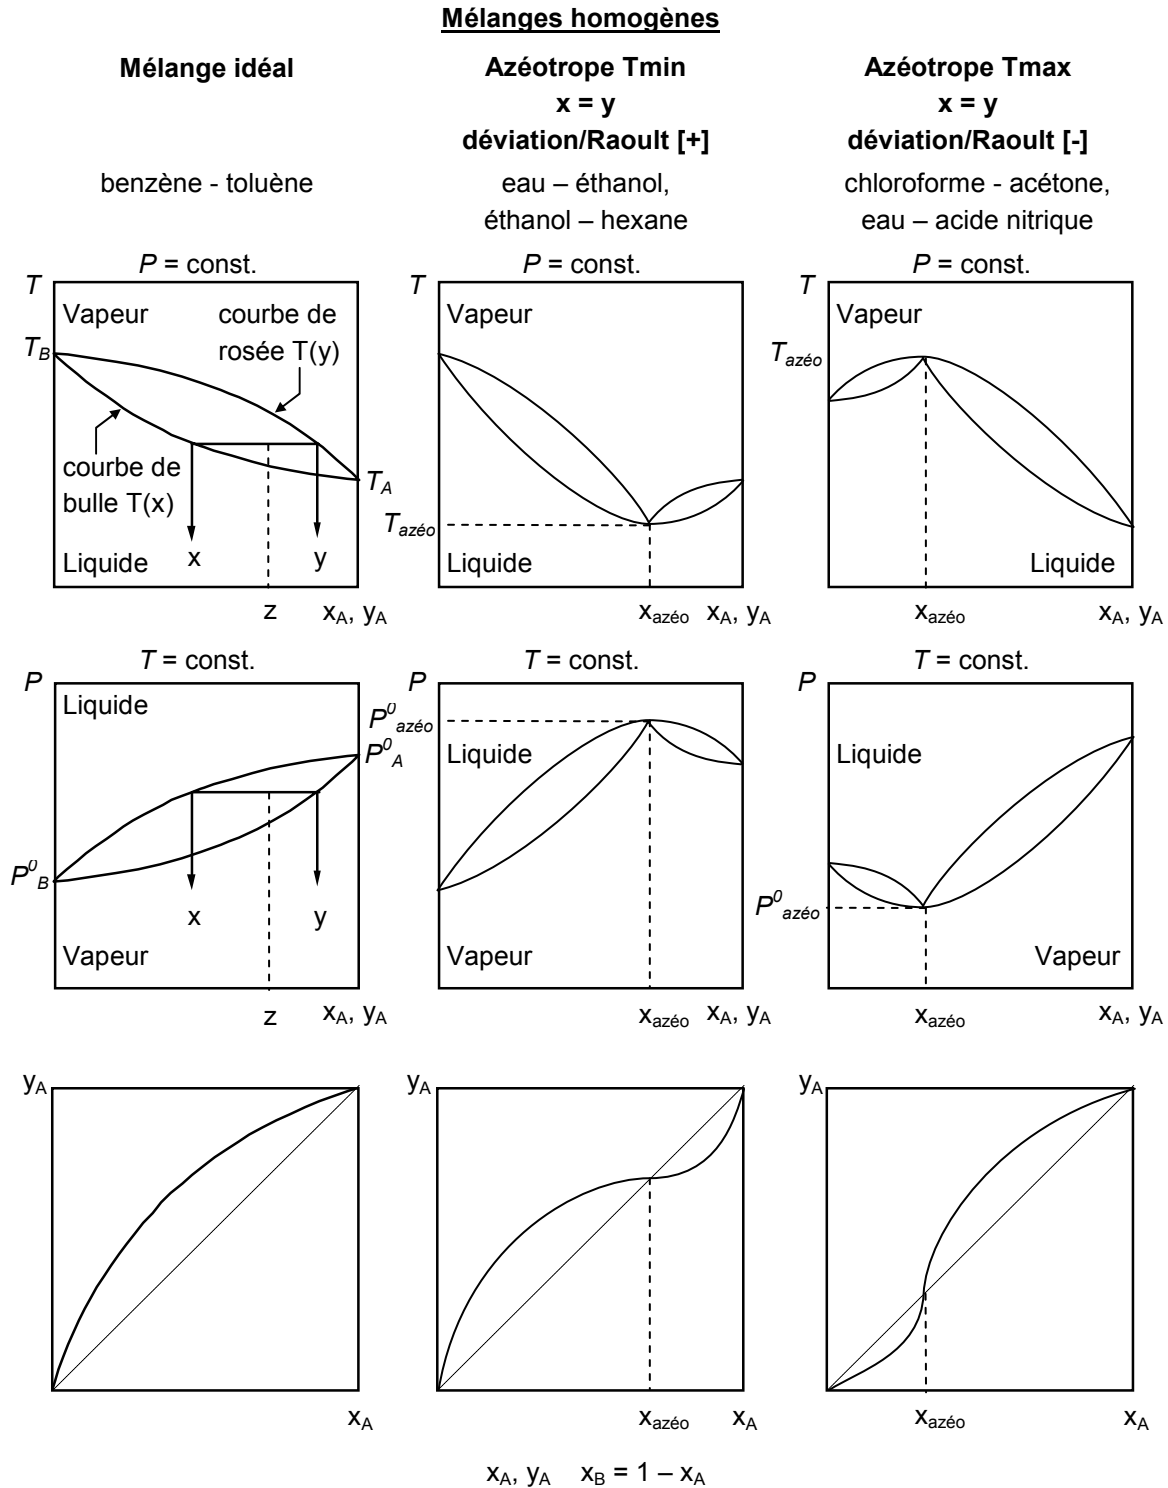 Mélanges homogènes
Mélange idéal
Azéotrope Tmin
x = y
déviation/Raoult [+]
Azéotrope Tmax
x = y
déviation/Raoult [-]
benzène - toluène
eau – éthanol,
éthanol – hexane
chloroforme - acétone,
eau – acide nitrique
P = const.
T
Vapeur
courbe de
rosée T(y)
T_B
courbe de
bulle T(x)
T_A
Liquide
x
y
z
x_A, y_A
P = const.
T
Vapeur
T_azéo
Liquide
x_azéo
x_A, y_A
P = const.
T
Vapeur
T_azéo
Liquide
x_azéo
x_A, y_A
T = const.
P
Liquide
P^0_A
P^0_B
x
y
Vapeur
z
x_A, y_A
T = const.
P
P^0_azéo
Liquide
Vapeur
x_azéo
x_A, y_A
T = const.
P
Liquide
P^0_azéo
Vapeur
x_azéo
x_A, y_A
y_A
x_A
y_A
x_azéo
x_A
y_A
x_azéo
x_A
x_A, y_A x_B = 1 – x_A